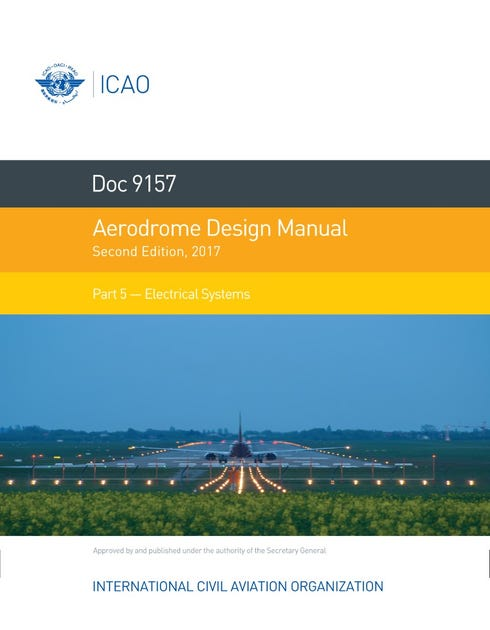 ICAO
Doc 9157
Aerodrome Design Manual
Second Edition, 2017
Part 5 — Electrical Systems
Approved by and published under the authority of the Secretary General
INTERNATIONAL CIVIL AVIATION ORGANIZATION